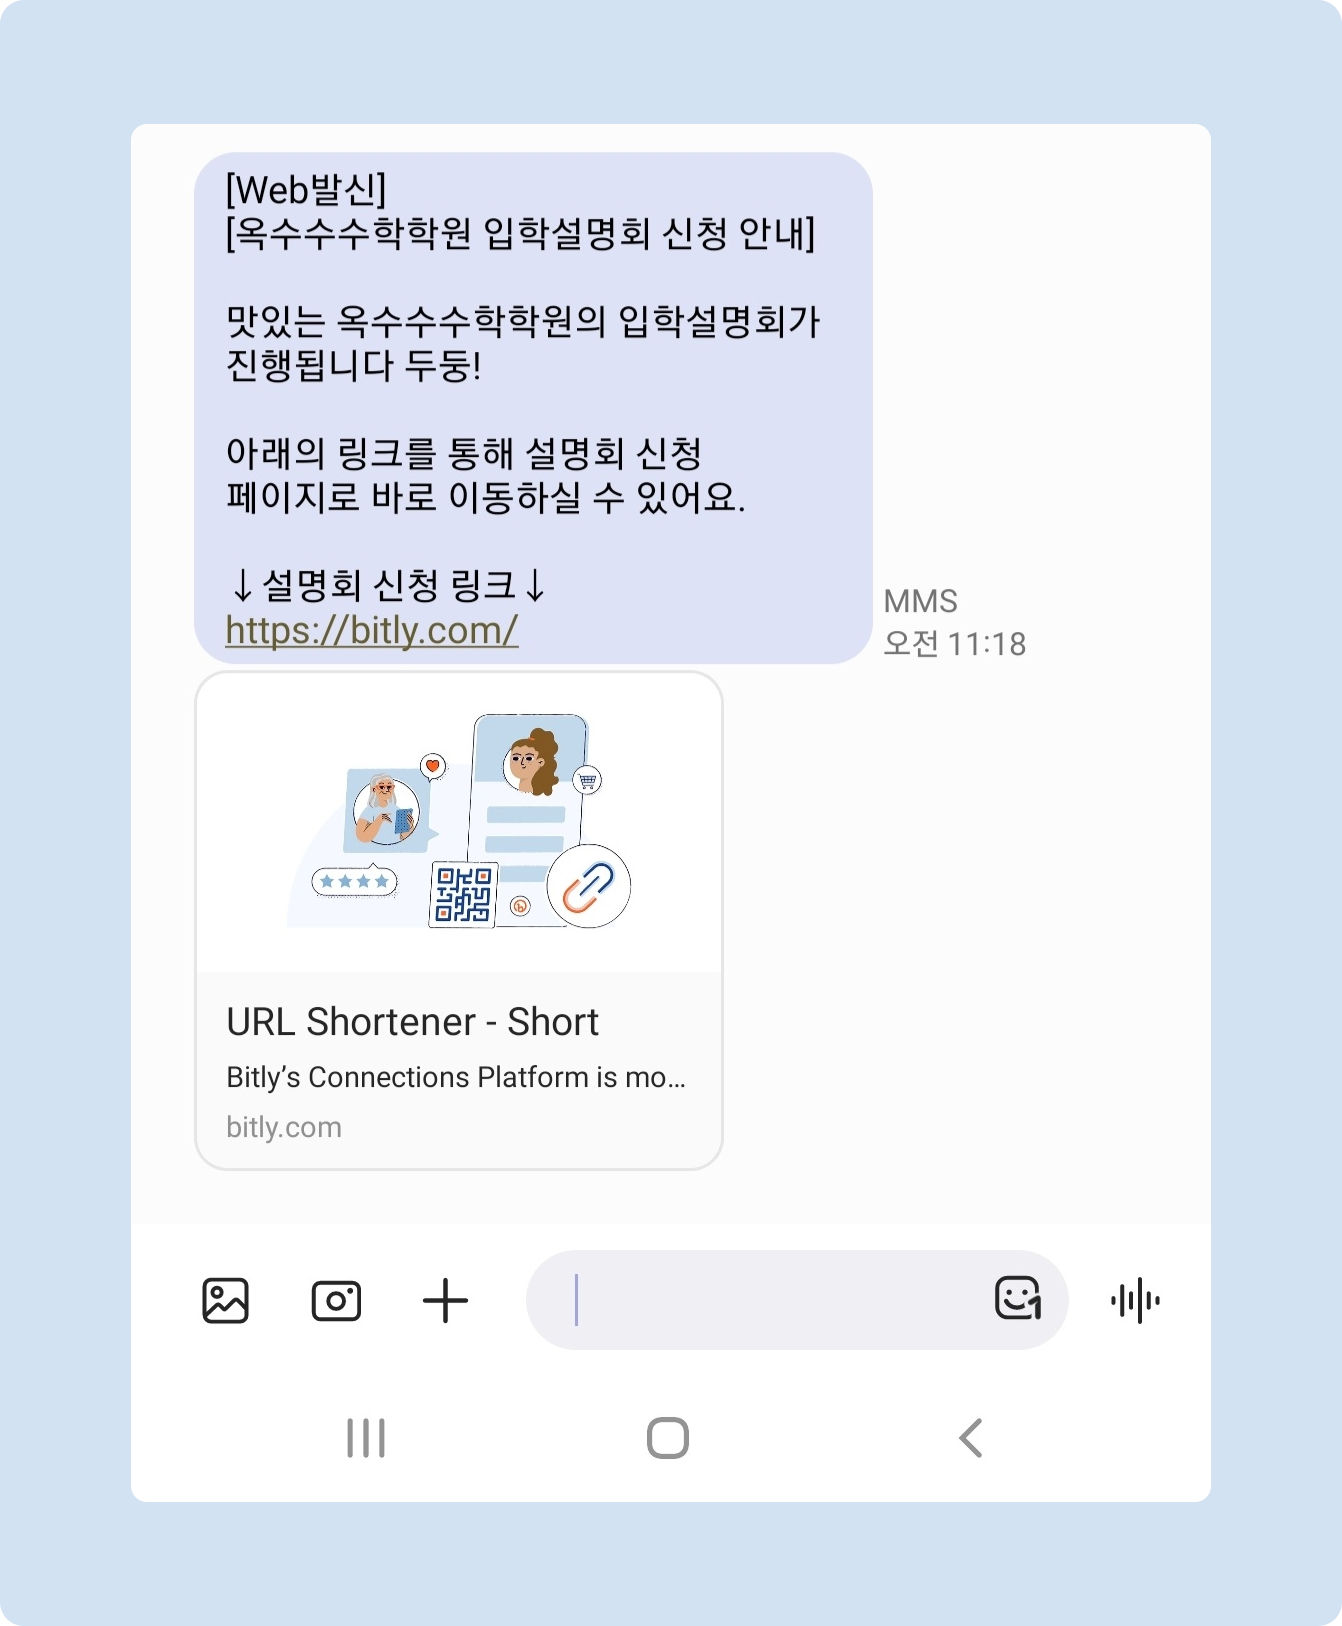 [Web발신]
[옥수수수학학원 입학설명회 신청 안내]
맛있는 옥수수수학학원의 입학설명회가
진행됩니다 두둥!
아래의 링크를 통해 설명회 신청
페이지로 바로 이동하실 수 있어요.
↓설명회 신청 링크↓
https://bitly.com/
MMS
오전 11:18
URL Shortener - Short
Bitly’s Connections Platform is mo...
bitly.com